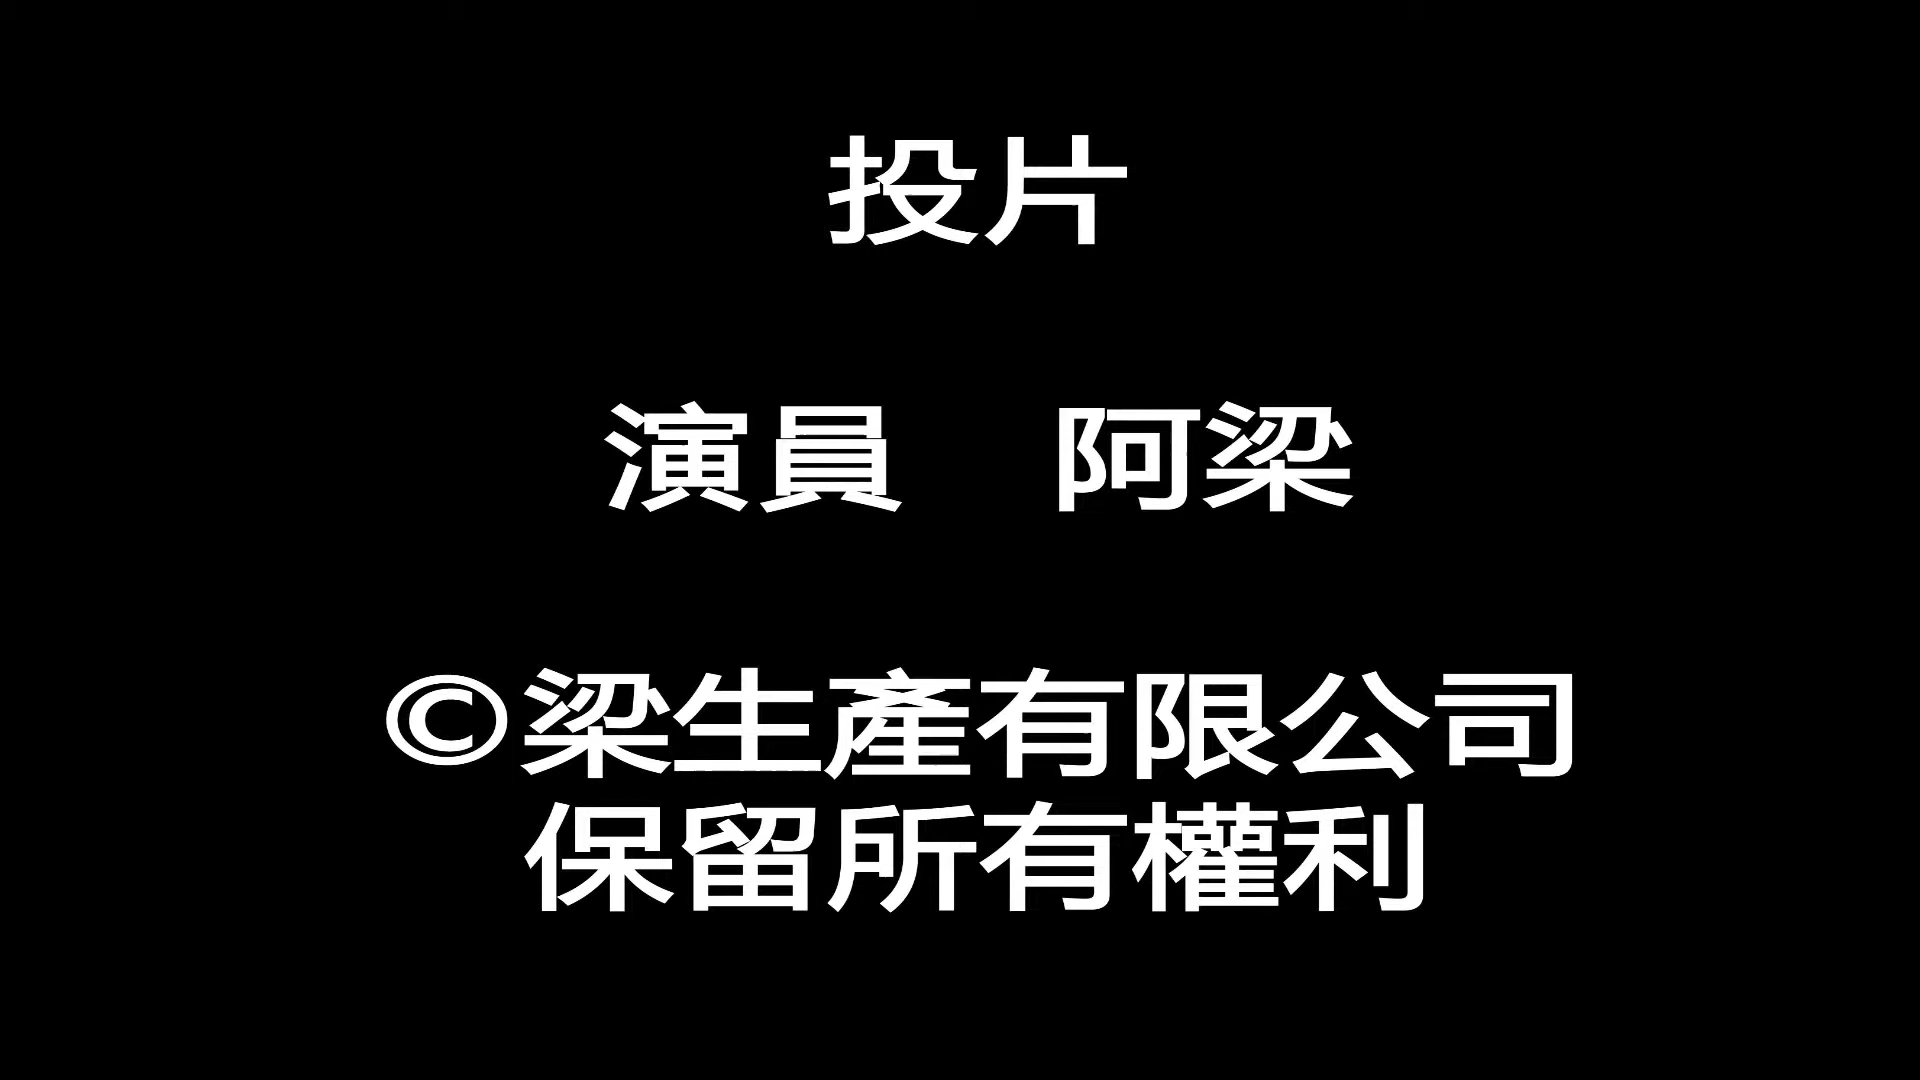 投片
演員　阿梁
©梁生產有限公司
保留所有權利